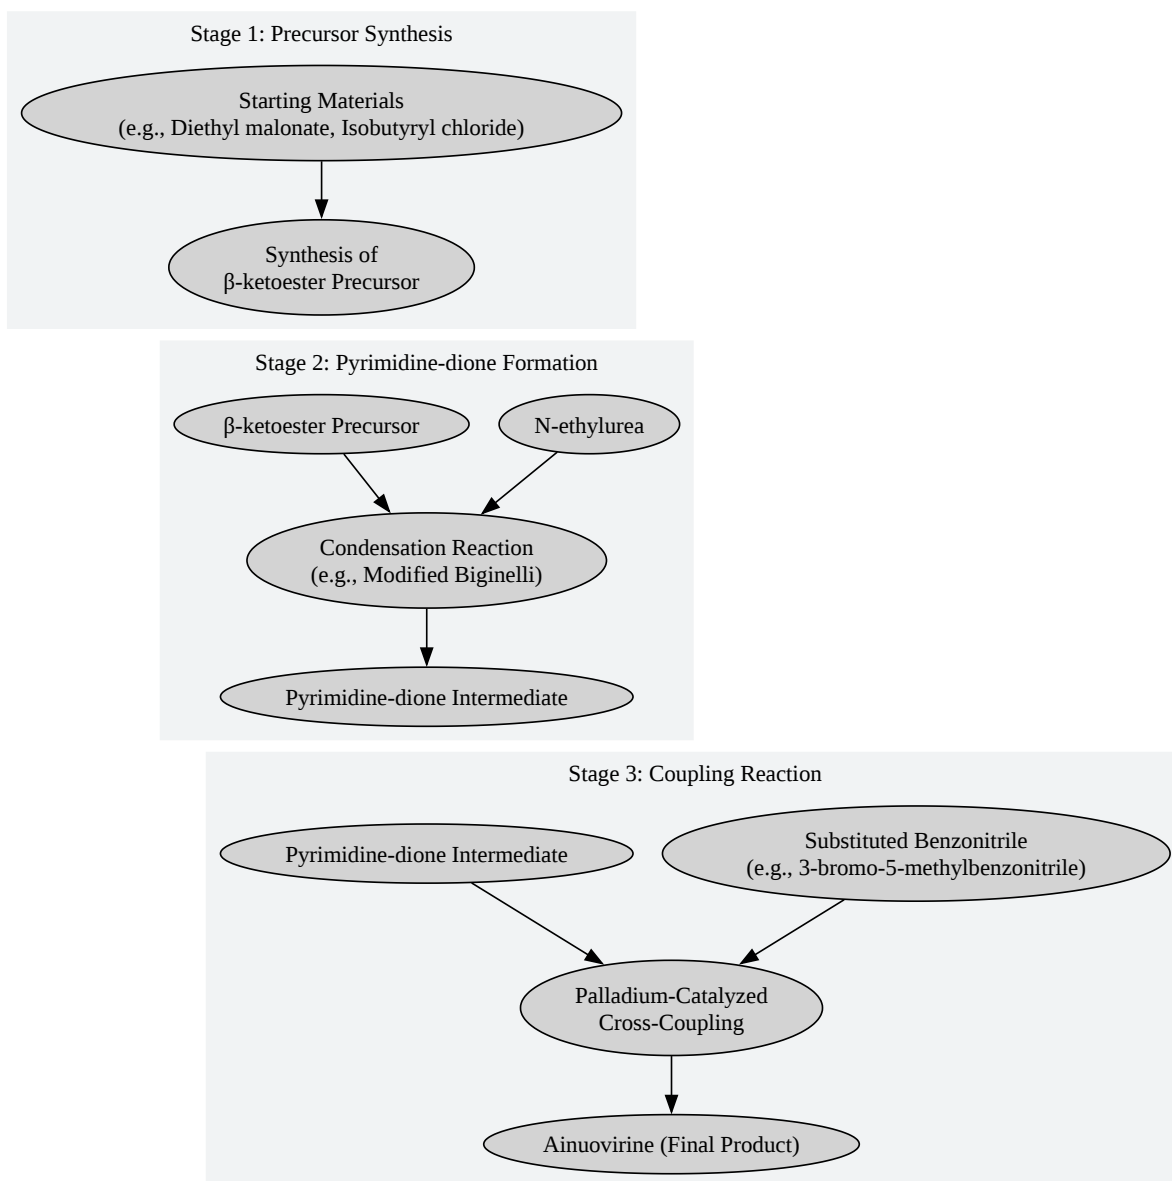 Stage 1: Precursor Synthesis
Starting Materials
(e.g., Diethyl malonate, Isobutyryl chloride)
Synthesis of
β-ketoester Precursor
Stage 2: Pyrimidine-dione Formation
β-ketoester Precursor
N-ethylurea
Condensation Reaction
(e.g., Modified Biginelli)
Pyrimidine-dione Intermediate
Stage 3: Coupling Reaction
Pyrimidine-dione Intermediate
Substituted Benzonitrile
(e.g., 3-bromo-5-methylbenzonitrile)
Palladium-Catalyzed
Cross-Coupling
Ainuovirine (Final Product)